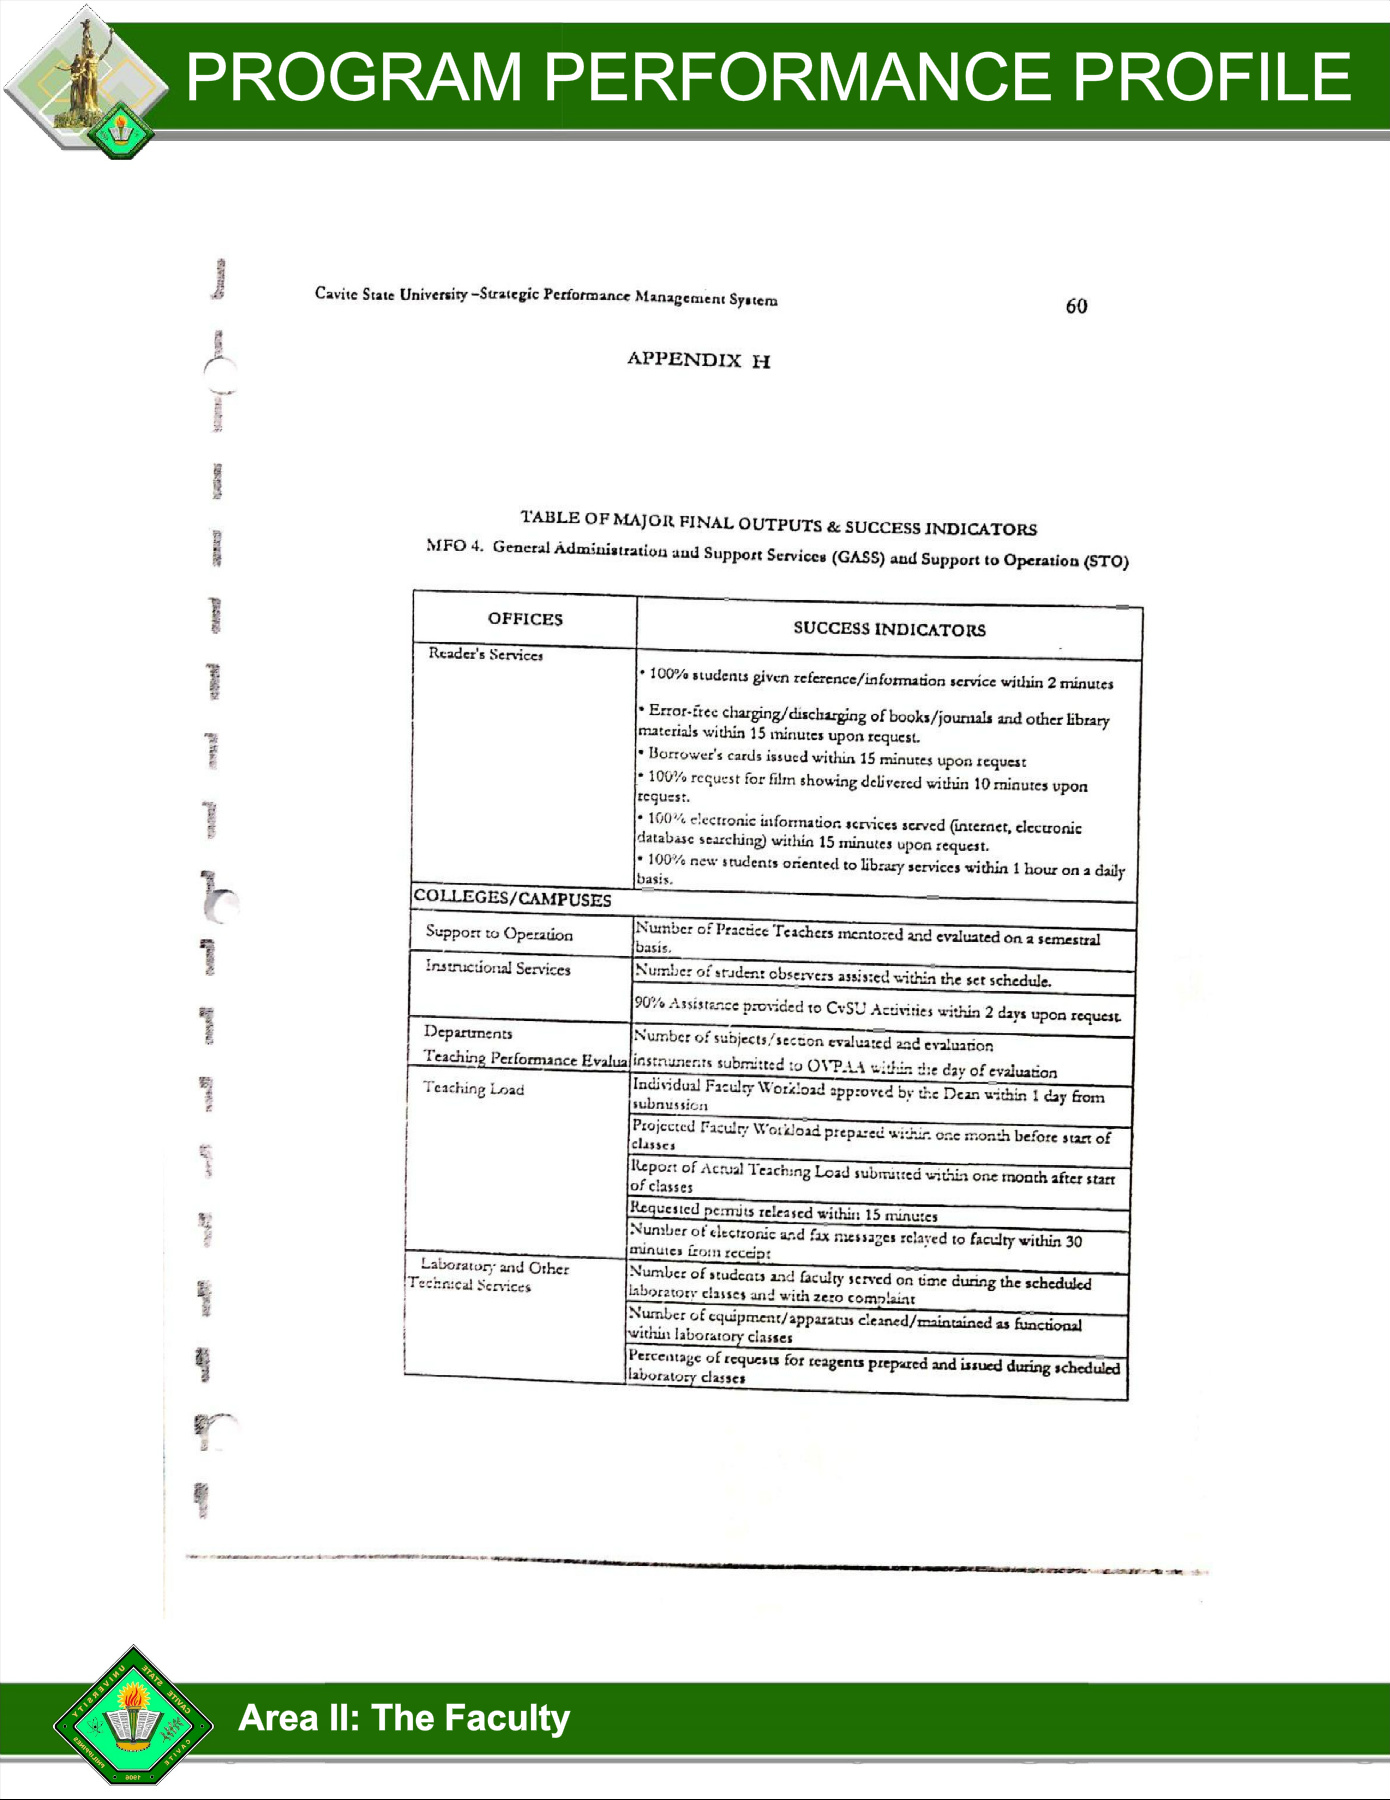 PROGRAM PERFORMANCE PROFILE
Cavite State University –Strategic Performance Management System
60
APPENDIX H
TABLE OF MAJOR FINAL OUTPUTS & SUCCESS INDICATORS
MFO 4. General Administration and Support Services (GASS) and Support to Operation (STO)
OFFICES
SUCCESS INDICATORS
Reader's Services
• 100% students given reference/information service within 2 minutes
• Error-free charging/discharging of books/journals and other library
materials within 15 minutes upon request.
• Borrower's cards issued within 15 minutes upon request
• 100% request for film showing delivered within 10 minutes upon
request.
• 100% electronic information services served (internet, electronic
database searching) within 15 minutes upon request.
• 100% new students oriented to library services within 1 hour on a daily
basis.
COLLEGES/CAMPUSES
Support to Operation
Number of Practice Teachers mentored and evaluated on a semestral
basis.
Instructional Services
Number of student observers assisted within the set schedule.
90% Assistance provided to CvSU Activities within 2 days upon request.
Departments
Teaching Performance Evalua
Number of subjects/section evaluated and evaluation
instruments submitted to OVPAA within the day of evaluation
Teaching Load
Individual Faculty Workload approved by the Dean within 1 day from
submission
Projected Faculty Workload prepared within one month before start of
classes
Report of Actual Teaching Load submitted within one month after start
of classes
Requested permits released within 15 minutes
Number of electronic and fax messages relayed to faculty within 30
minutes from receipt
Laboratory and Other
Technical Services
Number of students and faculty served on time during the scheduled
laboratory classes and with zero complaint
Number of equipment/apparatus cleaned/maintained as functional
within laboratory classes
Percentage of requests for reagents prepared and issued during scheduled
laboratory classes
CAVITE STATE UNIVERSITY
CAVITE
PHILIPPINES
1906
Area II: The Faculty